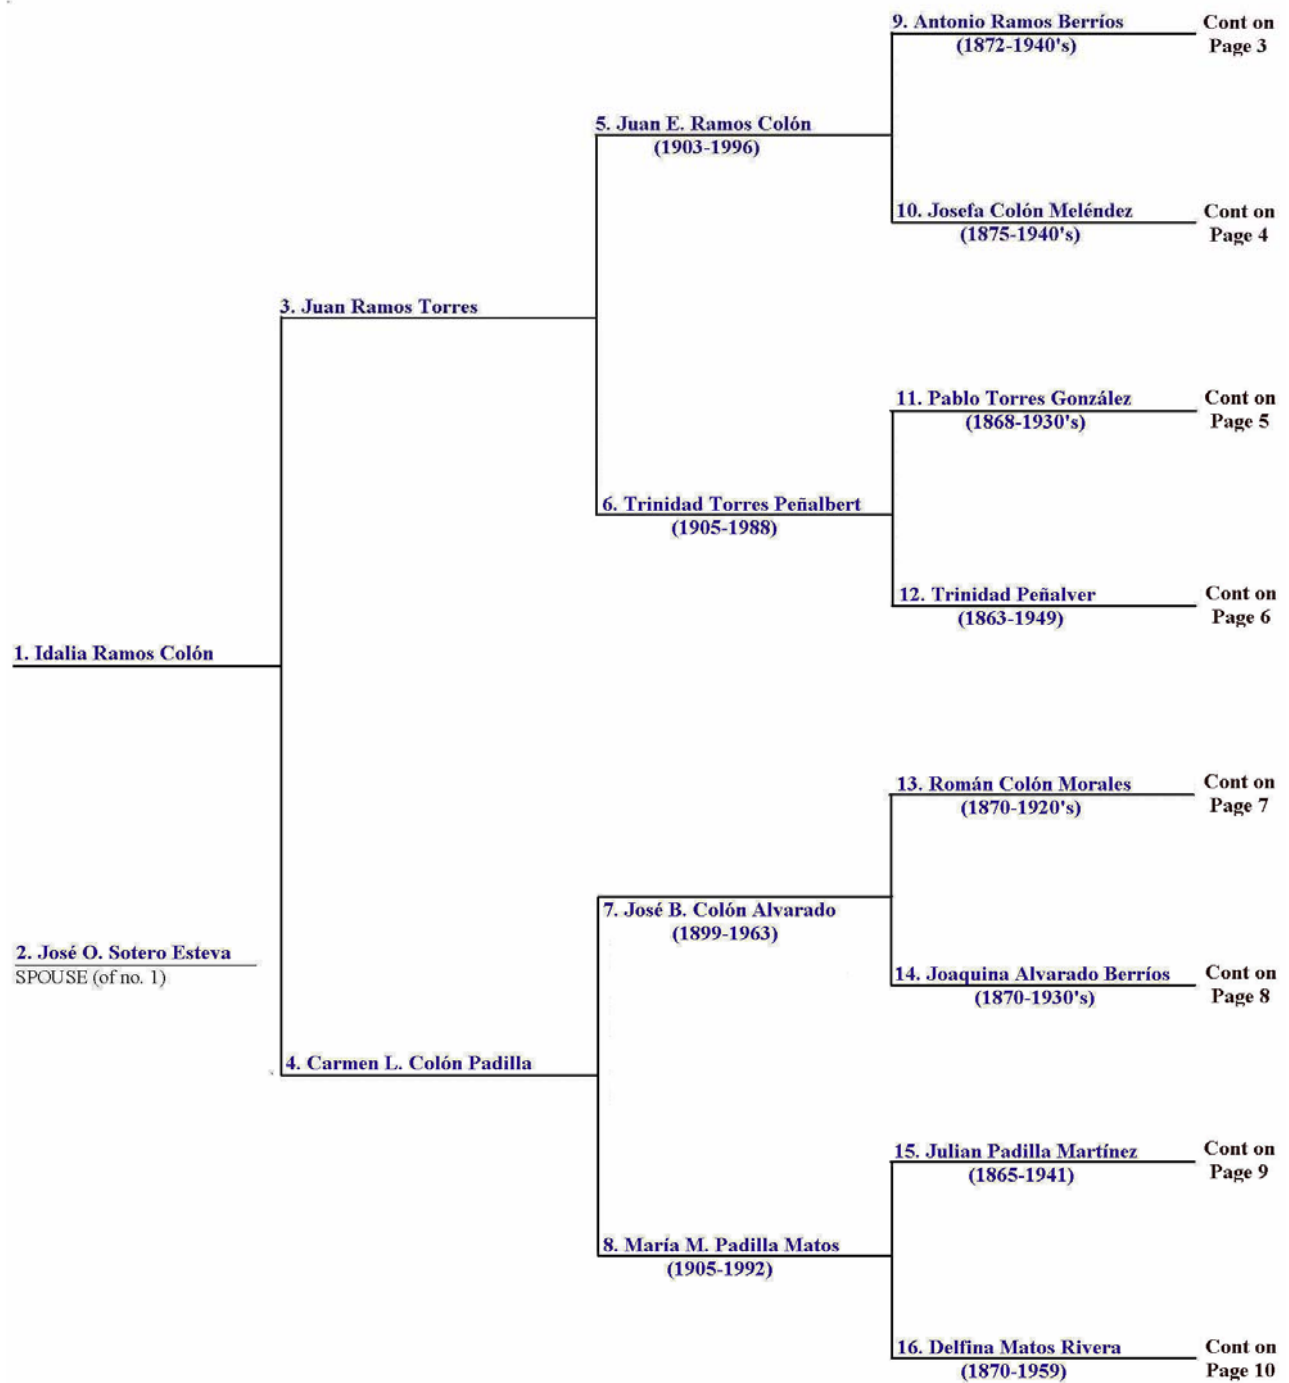 9. Antonio Ramos Berríos
(1872-1940's)
Cont on
Page 3
5. Juan E. Ramos Colón
(1903-1996)
10. Josefa Colón Meléndez
(1875-1940's)
Cont on
Page 4
3. Juan Ramos Torres
11. Pablo Torres González
(1868-1930's)
Cont on
Page 5
6. Trinidad Torres Peñalbert
(1905-1988)
12. Trinidad Peñalver
(1863-1949)
Cont on
Page 6
1. Idalia Ramos Colón
13. Román Colón Morales
(1870-1920's)
Cont on
Page 7
7. José B. Colón Alvarado
(1899-1963)
2. José O. Sotero Esteva
SPOUSE (of no. 1)
14. Joaquina Alvarado Berríos
(1870-1930's)
Cont on
Page 8
4. Carmen L. Colón Padilla
15. Julian Padilla Martínez
(1865-1941)
Cont on
Page 9
8. María M. Padilla Matos
(1905-1992)
16. Delfina Matos Rivera
(1870-1959)
Cont on
Page 10